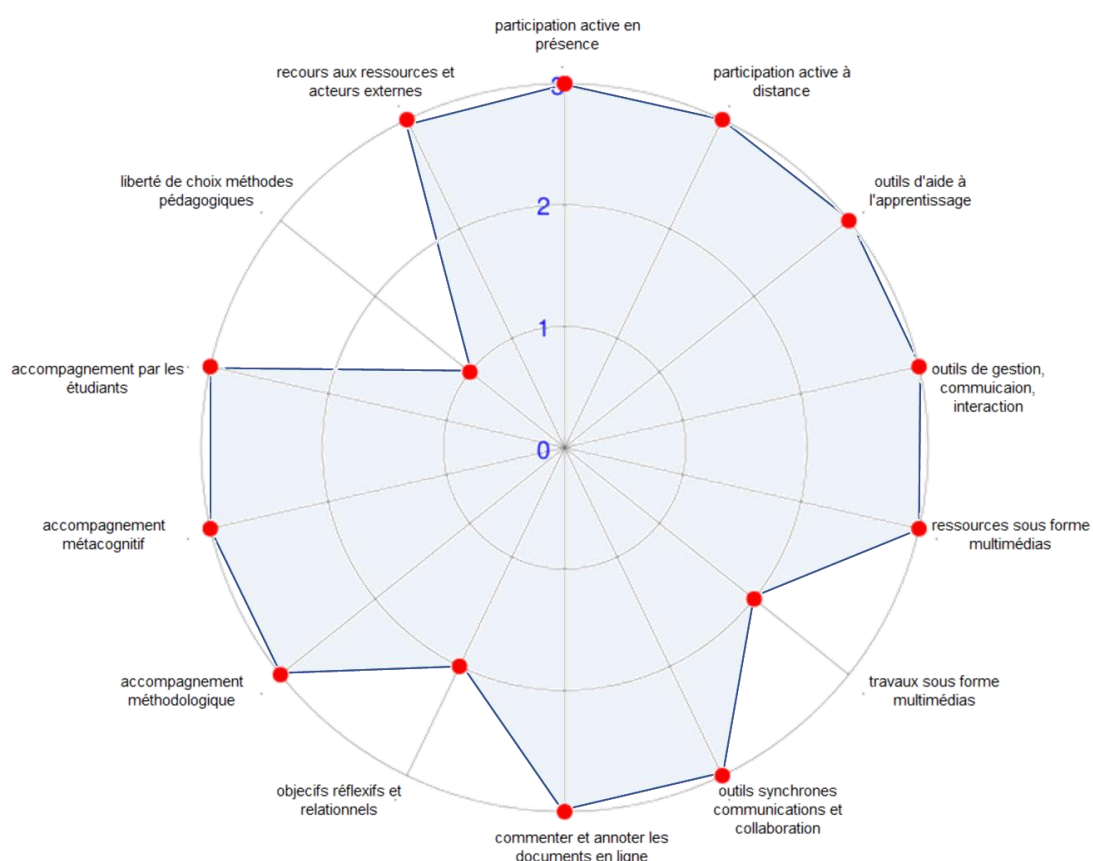 participation active en
présence
recours aux ressources et
acteurs externes
participation active à
distance
3
liberté de choix méthodes
pédagogiques
outils d'aide à
l'apprentissage
2
1
accompagnement par les
étudiants
outils de gestion,
commuicaion,
interaction
0
accompagnement
métacognitif
ressources sous forme
multimédias
accompagnement
méthodologique
travaux sous forme
multimédias
objecifs réflexifs et
relationnels
outils synchrones
communications et
collaboration
commenter et annoter les
documents en ligne